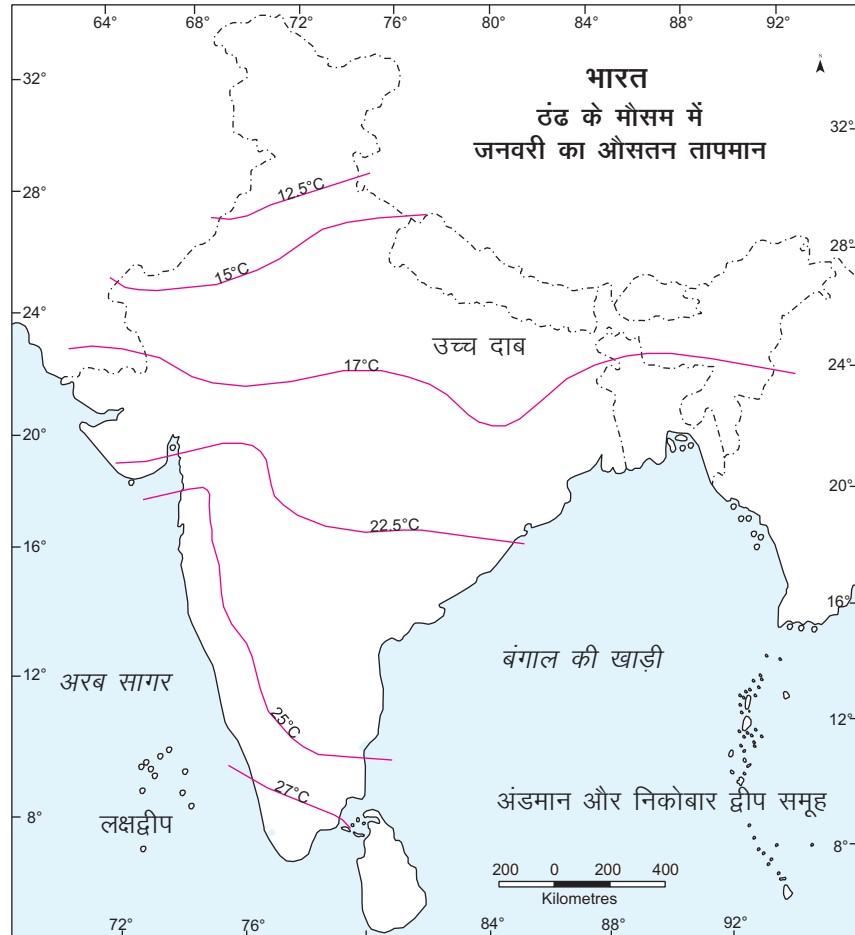 64° 68° 72° 76° 80° 84° 88° 92°
भारत
ठंढ के मौसम में
जनवरी का औसतन तापमान
N
32°
32°
28°
12.5°C
28°
15°C
24°
उच्च दाब
17°C
24°
20°
20°
22.5°C
16°
16°
बंगाल की खाड़ी
अरब सागर
12°
12°
25°C
27°C
अंडमान और निकोबार द्वीप समूह
लक्षद्वीप
8°
8°
200 0 200 400
Kilometres
72° 76° 84° 88° 92°